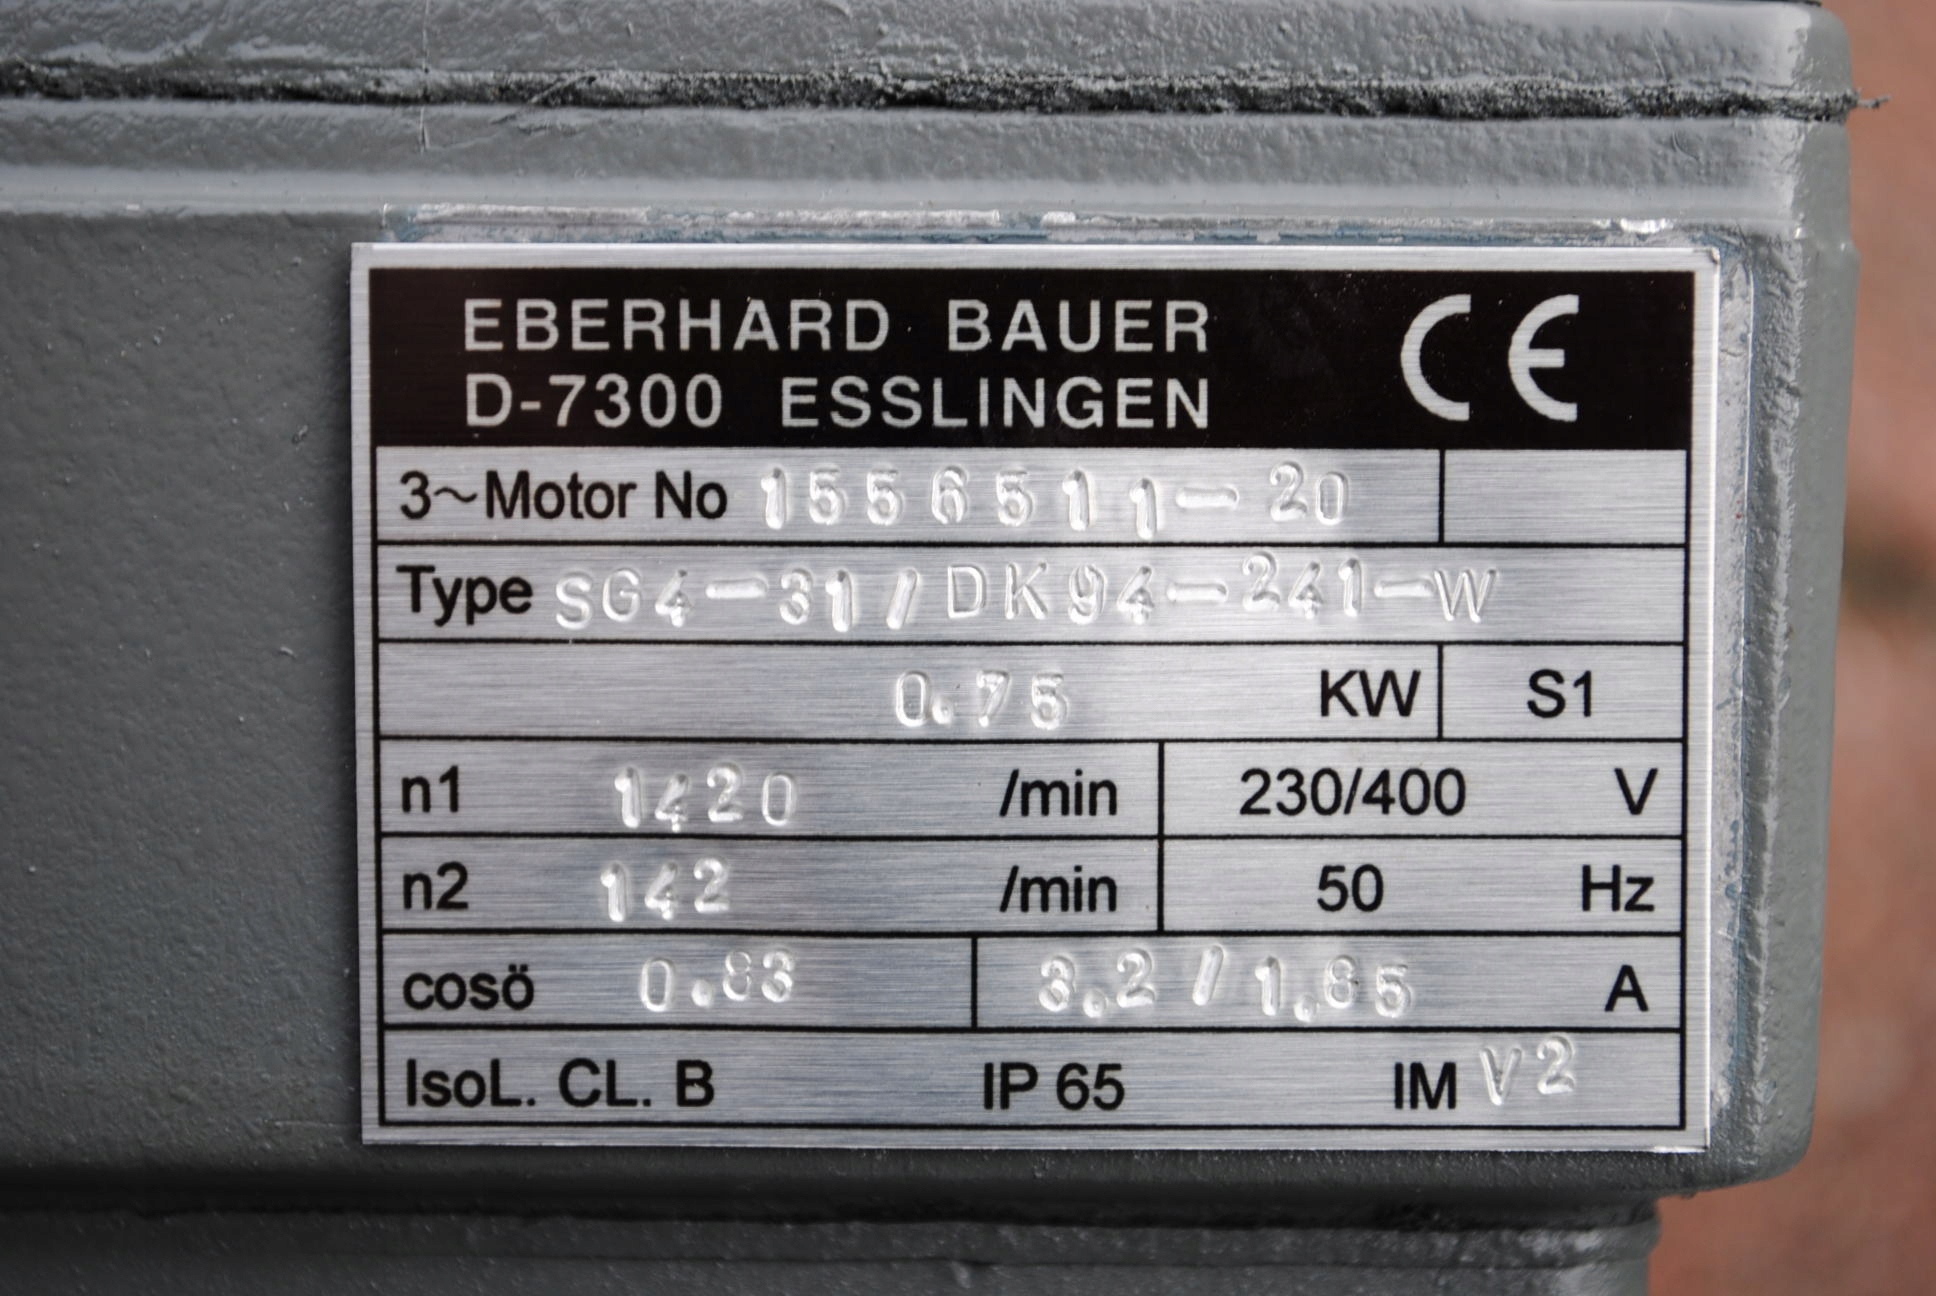 EBERHARD BAUER
D-7300 ESSLINGEN
CE
3~Motor No 1556511-20
Type SG4-31/DK94-241-W
0.75 KW S1
n1 1420 /min 230/400 V
n2 142 /min 50 Hz
cosö 0.83 3,2/1,85 A
IsoL. CL. B IP 65 IM V2